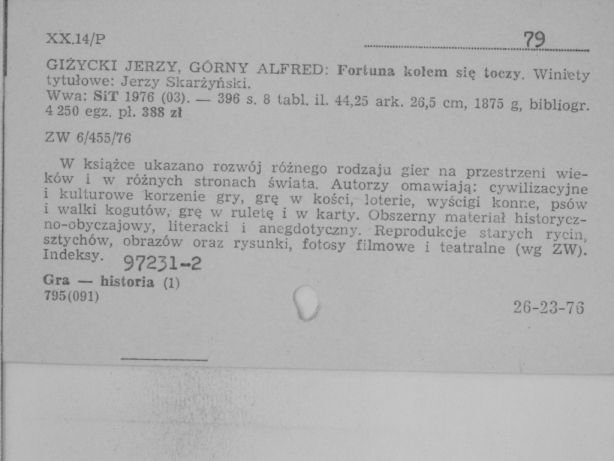 XX.14/P
79
GIŻYCKI JERZY, GÓRNY ALFRED: Fortuna kołem się toczy. Winiety
tytułowe: Jerzy Skarżyński.
Wwa: SiT 1976 (03). — 396 s. 8 tabl. il. 44,25 ark. 26,5 cm, 1875 g, bibliogr.
4 250 egz. pł. 388 zł
ZW 6/455/76
W książce ukazano rozwój różnego rodzaju gier na przestrzeni wie-
ków i w różnych stronach świata. Autorzy omawiają: cywilizacyjne
i kulturowe korzenie gry, grę w kości, loterie, wyścigi konne, psów
i walki kogutów, grę w ruletę i w karty. Obszerny materiał historycz-
no-obyczajowy, literacki i anegdotyczny. Reprodukcje starych rycin,
sztychów, obrazów oraz rysunki, fotosy filmowe i teatralne (wg ZW).
Indeksy.
97231-2
Gra — historia (1)
795(091)
26-23-76